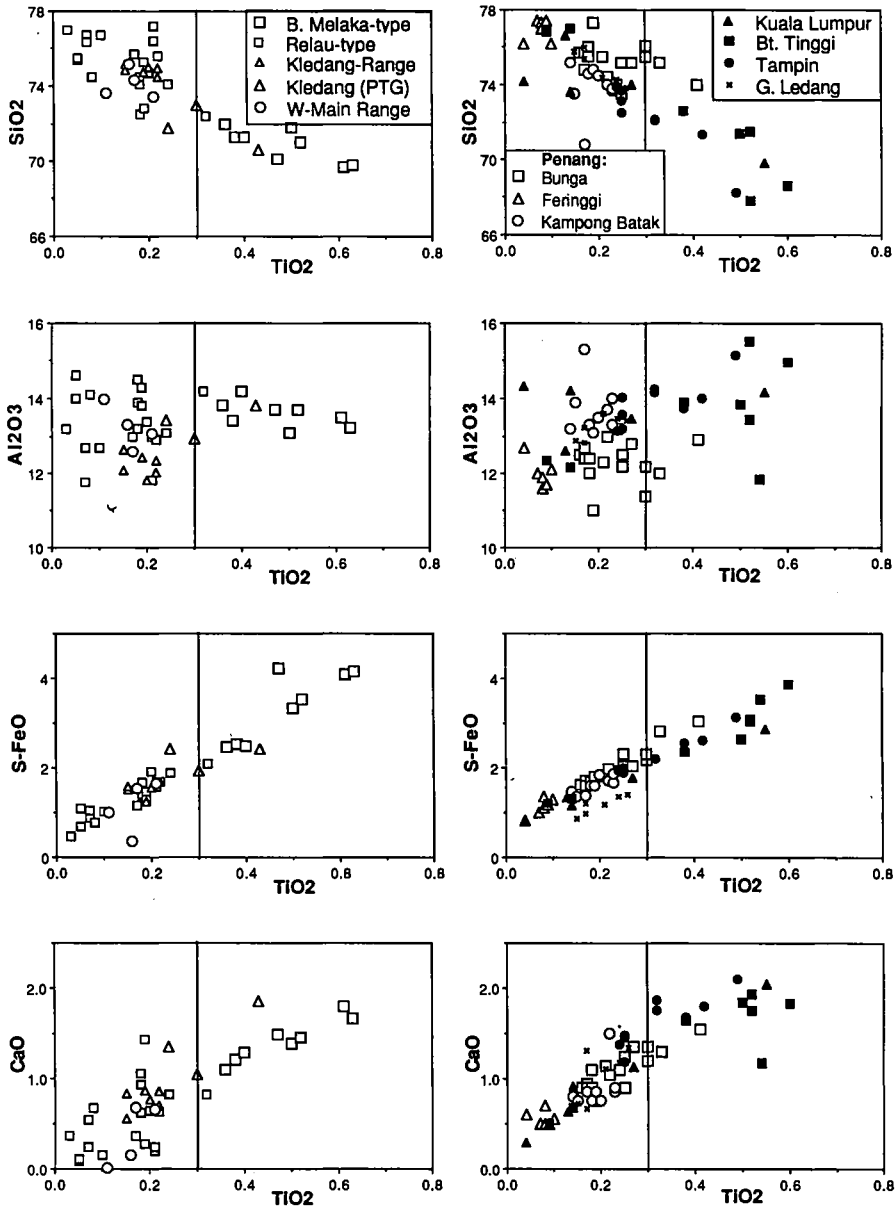 78
74
70
66
SiO2
B. Melaka-type
Relau-type
Kledang-Range
Kledang (PTG)
W-Main Range
0.0 0.2 0.4 0.6 0.8
TiO2
78
74
70
66
SiO2
Kuala Lumpur
Bt. Tinggi
Tampin
G. Ledang
Penang:
Bunga
Feringgi
Kampong Batak
0.0 0.2 0.4 0.6 0.8
TiO2
16
14
12
10
Al2O3
0.0 0.2 0.4 0.6 0.8
TiO2
16
14
12
10
Al2O3
0.0 0.2 0.4 0.6 0.8
TiO2
4
2
0
S-FeO
0.0 0.2 0.4 0.6 0.8
TiO2
4
2
0
S-FeO
0.0 0.2 0.4 0.6 0.8
TiO2
2.0
1.0
0.0
CaO
0.0 0.2 0.4 0.6 0.8
TiO2
2.0
1.0
0.0
CaO
0.0 0.2 0.4 0.6 0.8
TiO2